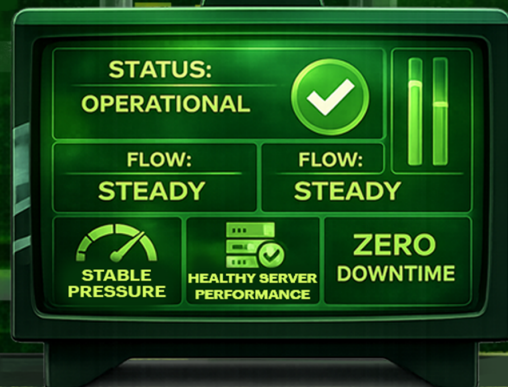 STATUS:
OPERATIONAL
FLOW:
STEADY
FLOW:
STEADY
STABLE
PRESSURE
HEALTHY SERVER
PERFORMANCE
ZERO
DOWNTIME